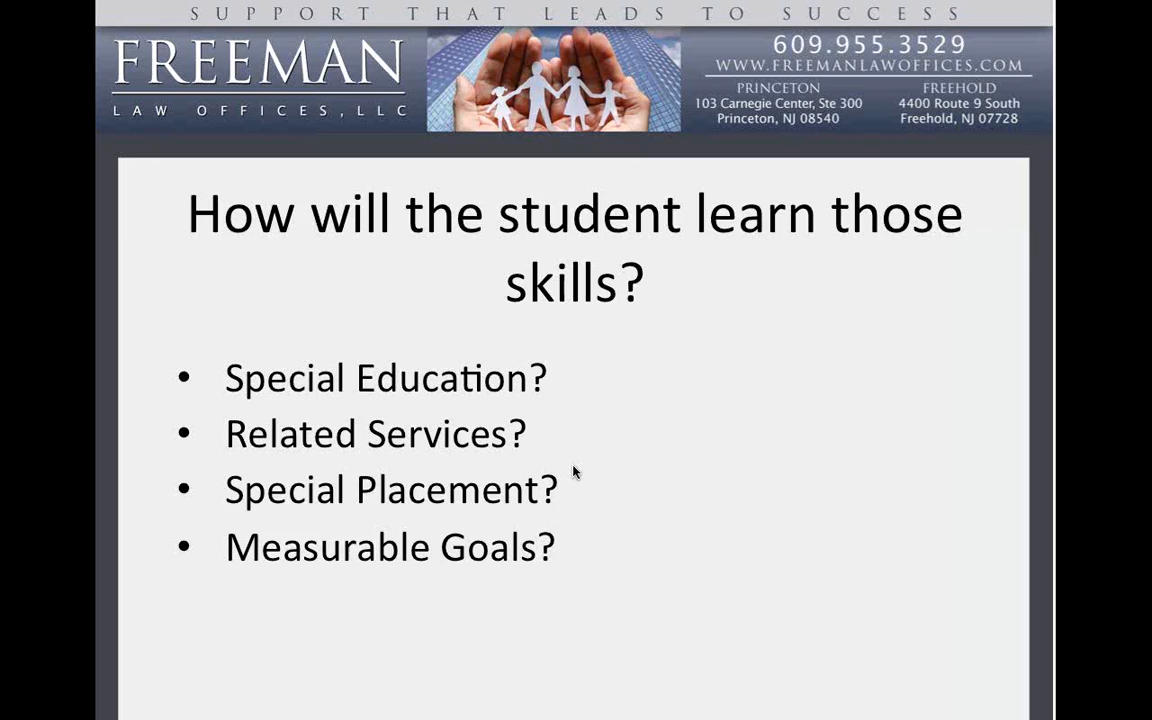 SUPPORT THAT LEADS TO SUCCESS
FREEMAN
LAW OFFICES, LLC
609.955.3529
WWW.FREEMANLAWOFFICES.COM
PRINCETON
103 Carnegie Center, Ste 300
Princeton, NJ 08540
FREEHOLD
4400 Route 9 South
Freehold, NJ 07728
How will the student learn those
skills?
• Special Education?
• Related Services?
• Special Placement?
• Measurable Goals?